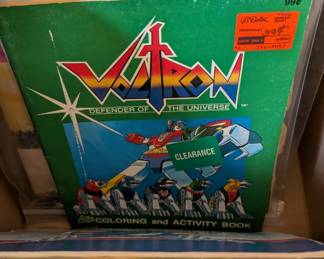 99¢
VOLTRON
DEFENDER OF THE UNIVERSE
CLEARANCE
COLORING and ACTIVITY BOOK